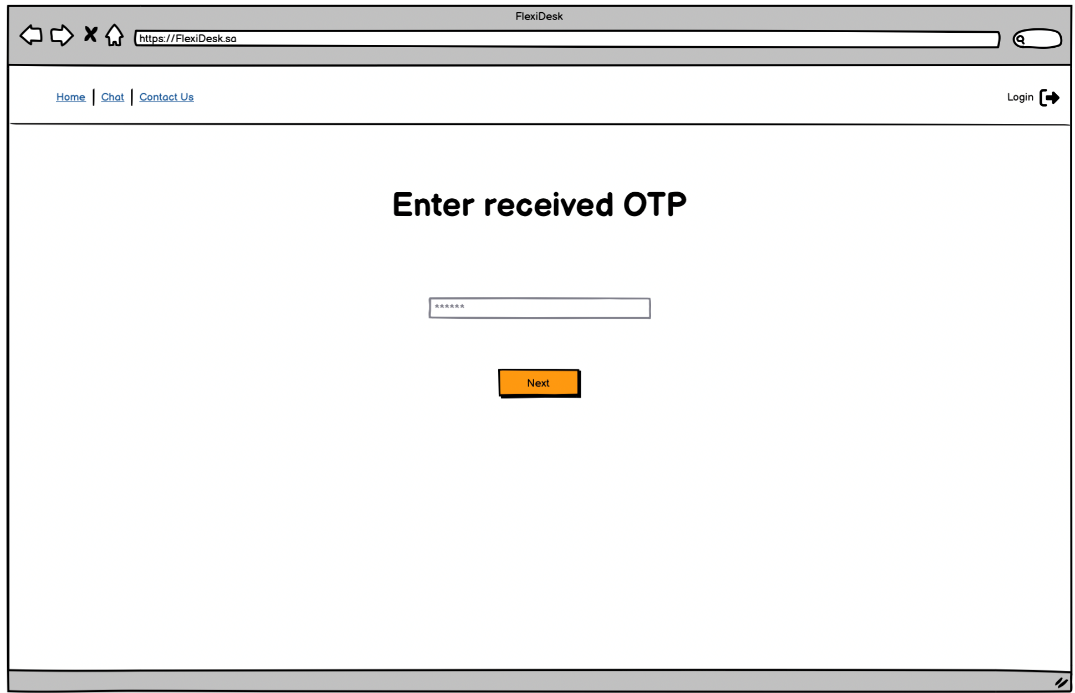 FlexiDesk
https://FlexiDesk.sa
Home Chat Contact Us Login
Enter received OTP
******
Next